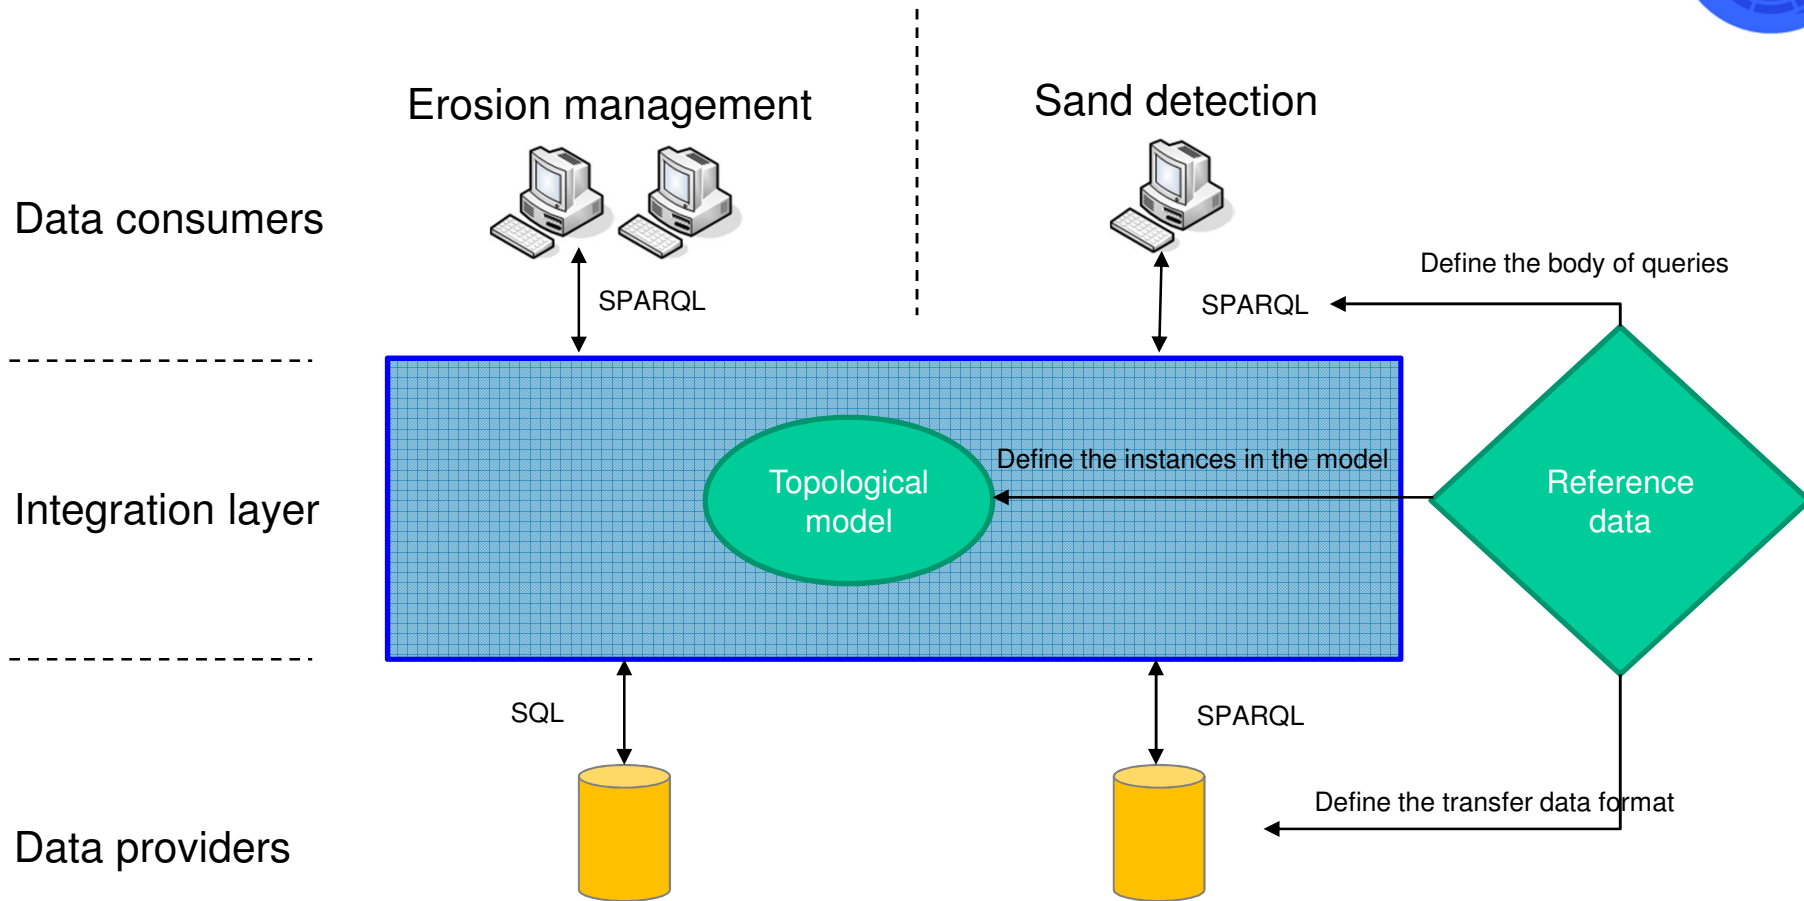 Erosion management
Sand detection
Data consumers
Define the body of queries
SPARQL
SPARQL
Define the instances in the model
Topological
model
Reference
data
Integration layer
SQL
SPARQL
Define the transfer data format
Data providers